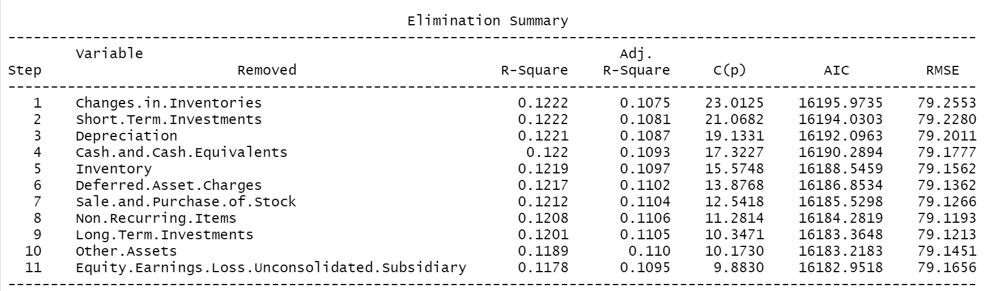 Elimination Summary
---------------------------------------------------------------------------------------------------------------------
Variable Adj.
Step Removed R-Square R-Square C(p) AIC RMSE
---------------------------------------------------------------------------------------------------------------------
1 Changes.in.Inventories 0.1222 0.1075 23.0125 16195.9735 79.2553
2 Short.Term.Investments 0.1222 0.1081 21.0682 16194.0303 79.2280
3 Depreciation 0.1221 0.1087 19.1331 16192.0963 79.2011
4 Cash.and.Cash.Equivalents 0.122 0.1093 17.3227 16190.2894 79.1777
5 Inventory 0.1219 0.1097 15.5748 16188.5459 79.1562
6 Deferred.Asset.Charges 0.1217 0.1102 13.8768 16186.8534 79.1362
7 Sale.and.Purchase.of.Stock 0.1212 0.1104 12.5418 16185.5298 79.1266
8 Non.Recurring.Items 0.1208 0.1106 11.2814 16184.2819 79.1193
9 Long.Term.Investments 0.1201 0.1105 10.3471 16183.3648 79.1213
10 Other.Assets 0.1189 0.110 10.1730 16183.2183 79.1451
11 Equity.Earnings.Loss.Unconsolidated.Subsidiary 0.1178 0.1095 9.8830 16182.9518 79.1656
---------------------------------------------------------------------------------------------------------------------